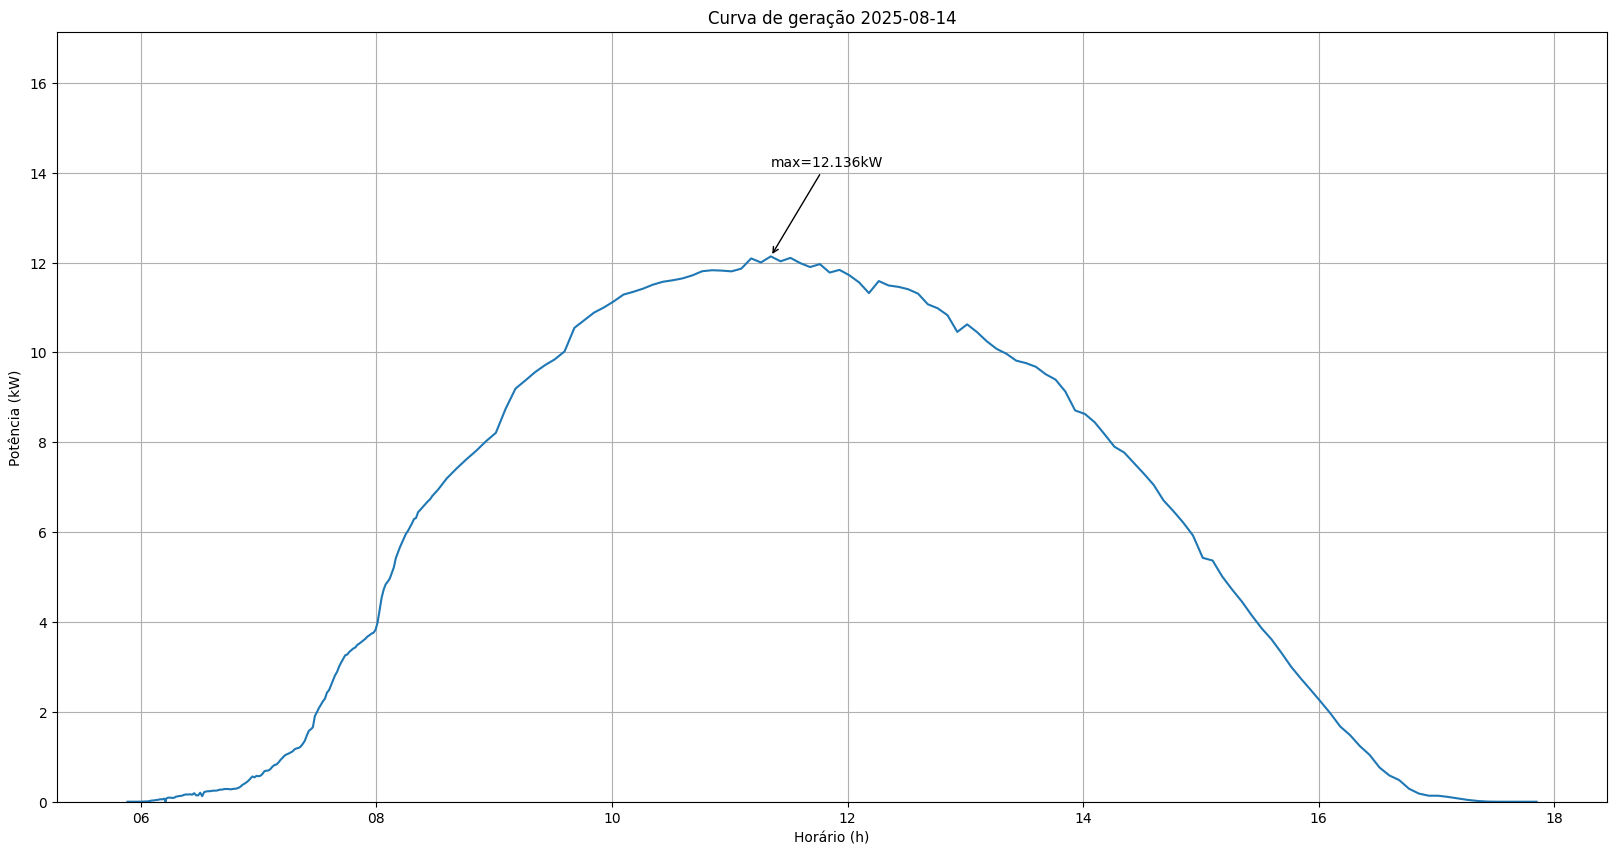 Curva de geração 2025-08-14
16
14
12
10
8
6
4
2
0
Potência (kW)
max=12.136kW
06 08 10 12 14 16 18
Horário (h)